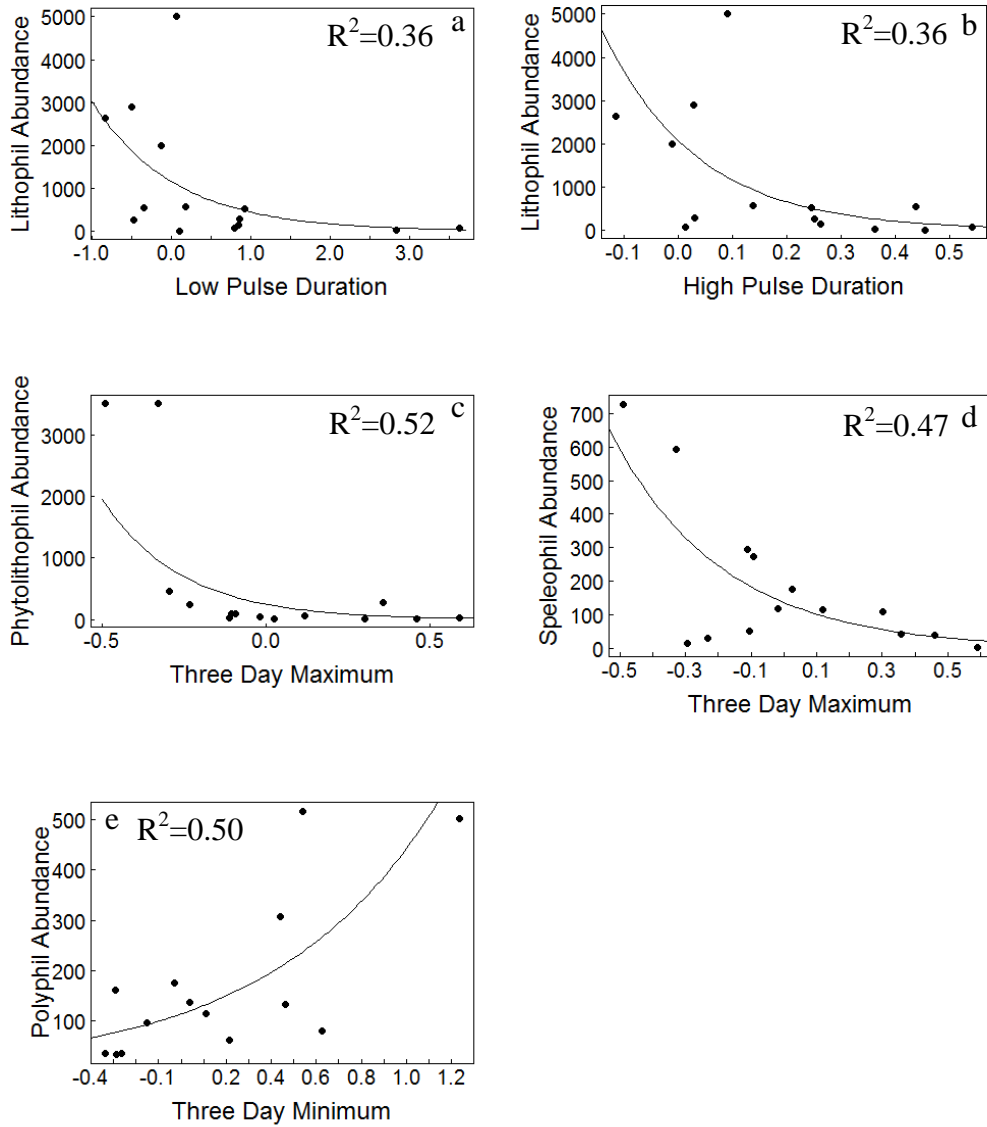 a
R²=0.36
Lithophil Abundance
5000
4000
3000
2000
1000
0
-1.0
0.0
1.0
2.0
3.0
Low Pulse Duration
b
R²=0.36
Lithophil Abundance
5000
4000
3000
2000
1000
0
-0.1
0.0
0.1
0.2
0.3
0.4
0.5
High Pulse Duration
c
R²=0.52
Phytolithophil Abundance
3000
2000
1000
0
-0.5
0.0
0.5
Three Day Maximum
d
R²=0.47
Speleophil Abundance
700
600
500
400
300
200
100
0
-0.5
-0.3
-0.1
0.1
0.3
0.5
Three Day Maximum
e
R²=0.50
Polyphil Abundance
500
400
300
200
100
-0.4
-0.1
0.2
0.4
0.6
0.8
1.0
1.2
Three Day Minimum